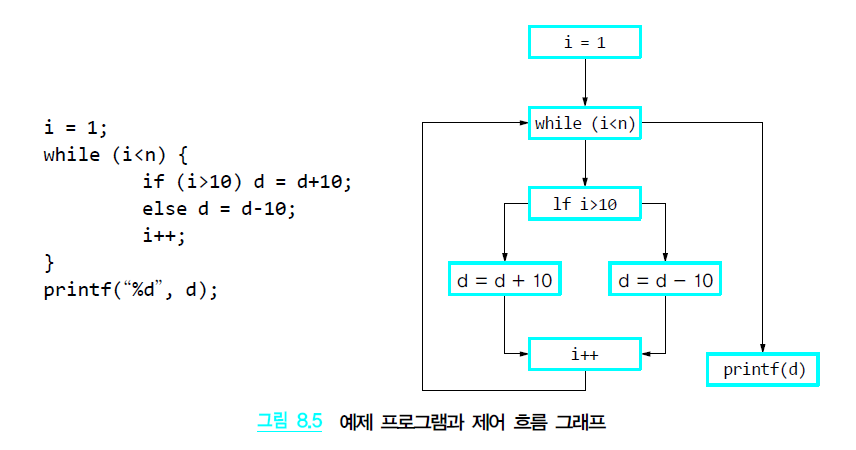 i = 1;
while (i<n) {
if (i>10) d = d+10;
else d = d-10;
i++;
}
printf(“%d”, d);
i = 1
while (i<n)
lf i>10
d = d + 10
d = d − 10
i++
printf(d)
그림 8.5 예제 프로그램과 제어 흐름 그래프